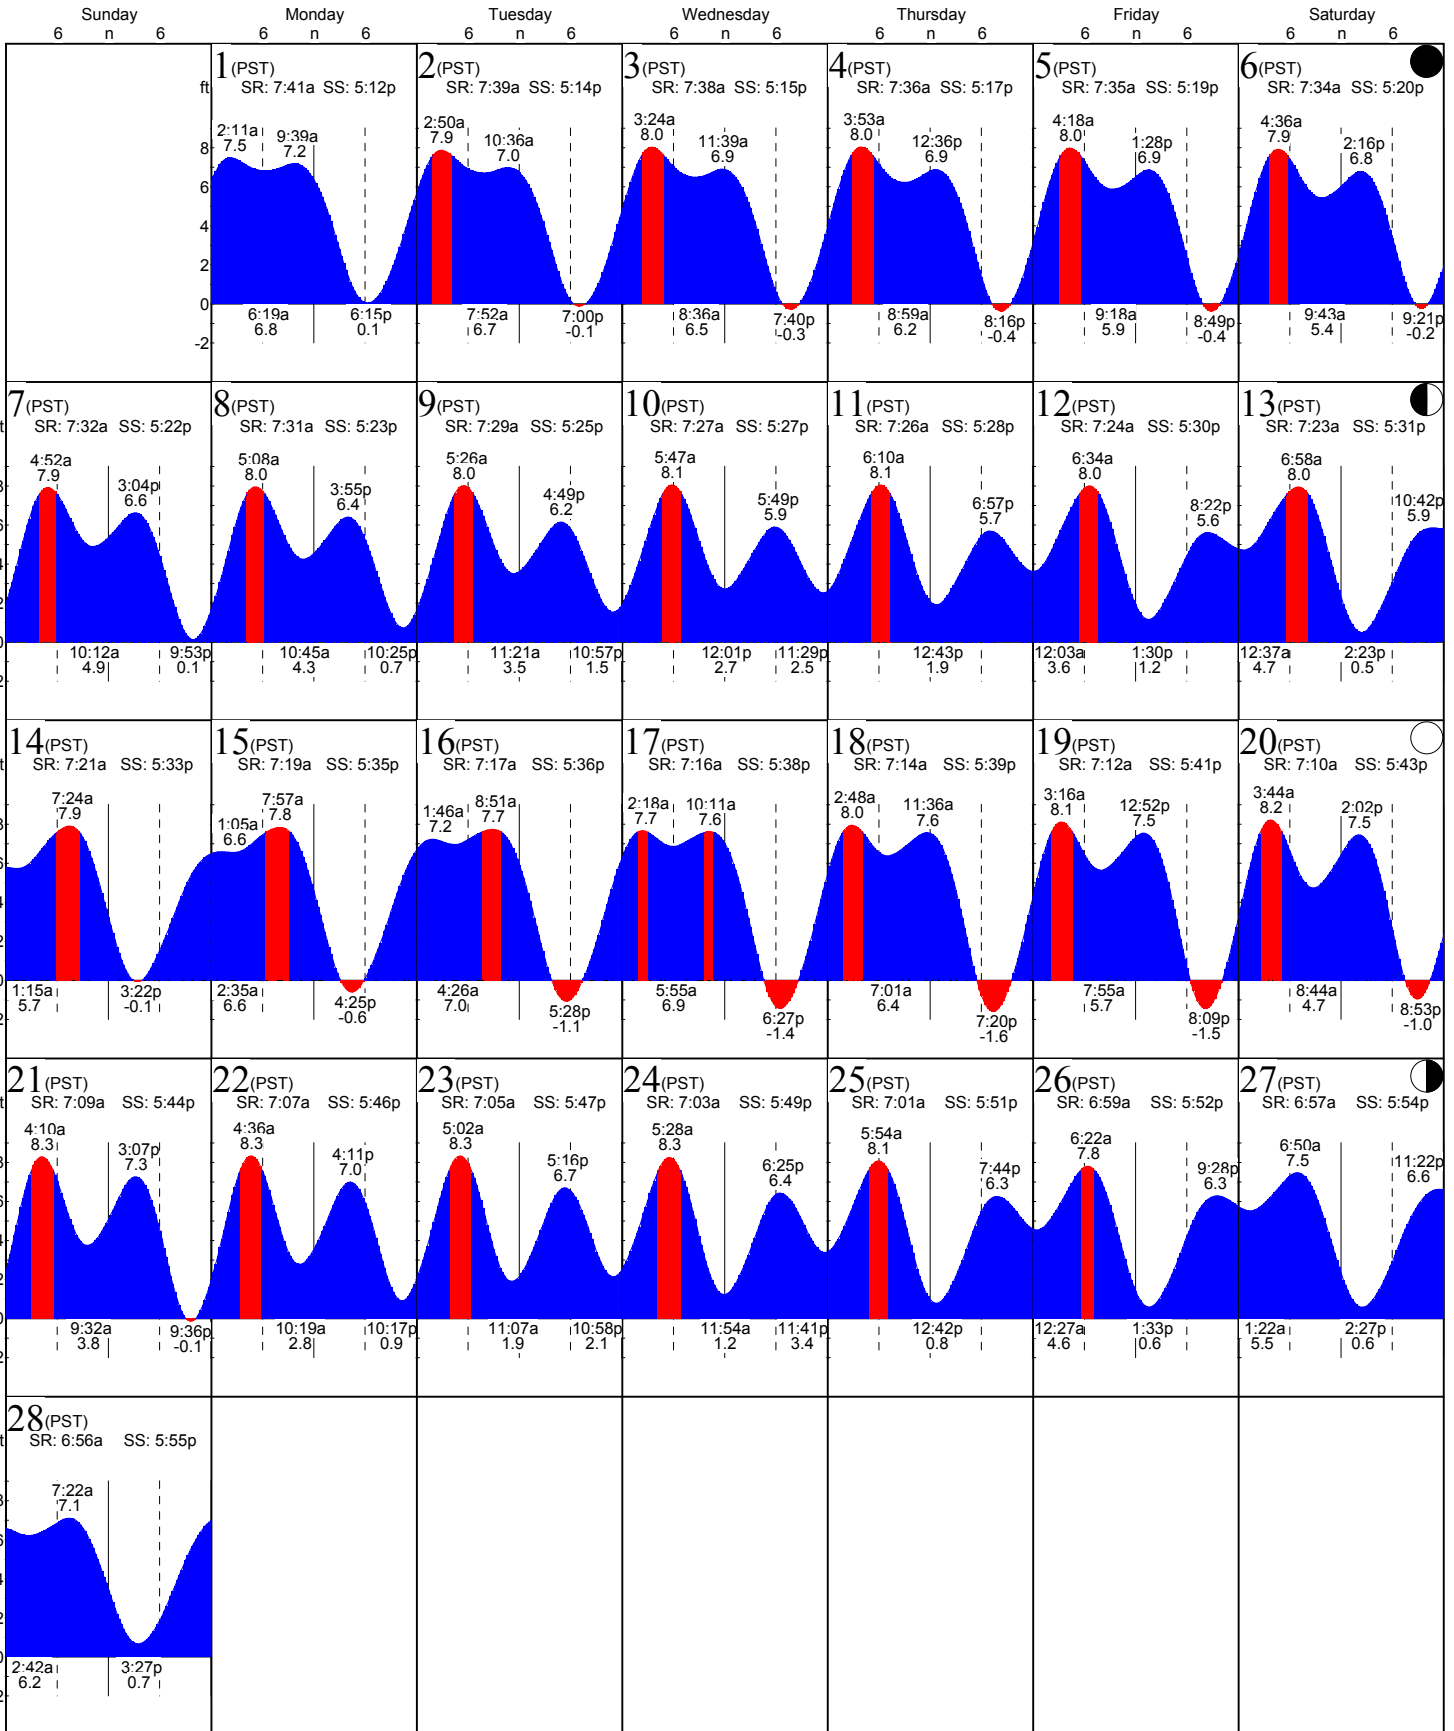 Sunday Monday Tuesday Wednesday Thursday Friday Saturday
6 n 6 6 n 6 6 n 6 6 n 6 6 n 6 6 n 6 6 n 6
1(PST) 2(PST) 3(PST) 4(PST) 5(PST) 6(PST)
ft SR: 7:41a SS: 5:12p SR: 7:39a SS: 5:14p SR: 7:38a SS: 5:15p SR: 7:36a SS: 5:17p SR: 7:35a SS: 5:19p SR: 7:34a SS: 5:20p
2:11a 9:39a 2:50a 10:36a 3:24a 11:39a 3:53a 12:36p 4:18a 1:28p 4:36a 2:16p
7.5 7.2 7.9 7.0 8.0 6.9 8.0 6.9 8.0 6.9 7.9 6.8
8
6
4
2
0
6:19a 6:15p 7:52a 7:00p 8:36a 7:40p 8:59a 8:16p 9:18a 8:49p 9:43a 9:21p
6.8 0.1 6.7 -0.1 6.5 -0.3 6.2 -0.4 5.9 -0.4 5.4 -0.2
-2
7(PST) 8(PST) 9(PST) 10(PST) 11(PST) 12(PST) 13(PST)
SR: 7:32a SS: 5:22p SR: 7:31a SS: 5:23p SR: 7:29a SS: 5:25p SR: 7:27a SS: 5:27p SR: 7:26a SS: 5:28p SR: 7:24a SS: 5:30p SR: 7:23a SS: 5:31p
4:52a 3:04p 5:08a 3:55p 5:26a 4:49p 5:47a 5:49p 6:10a 6:57p 6:34a 8:22p 6:58a 10:42p
7.9 6.6 8.0 6.4 8.0 6.2 8.1 5.9 8.1 5.7 8.0 5.6 8.0 5.9
10:12a 9:53p 10:45a 10:25p 11:21a 10:57p 12:01p 11:29p 12:43p 12:03a 1:30p 12:37a 2:23p
4.9 0.1 4.3 0.7 3.5 1.5 2.7 2.5 1.9 3.6 1.2 4.7 0.5
14(PST) 15(PST) 16(PST) 17(PST) 18(PST) 19(PST) 20(PST)
SR: 7:21a SS: 5:33p SR: 7:19a SS: 5:35p SR: 7:17a SS: 5:36p SR: 7:16a SS: 5:38p SR: 7:14a SS: 5:39p SR: 7:12a SS: 5:41p SR: 7:10a SS: 5:43p
7:24a 1:05a 7:57a 1:46a 8:51a 2:18a 10:11a 2:48a 11:36a 3:16a 12:52p 3:44a 2:02p
7.9 6.6 7.8 7.2 7.7 7.7 7.6 8.0 7.6 8.1 7.5 8.2 7.5
1:15a 3:22p 2:35a 4:25p 4:26a 5:28p 5:55a 6:27p 7:01a 7:20p 7:55a 8:09p 8:44a 8:53p
5.7 -0.1 6.6 -0.6 7.0 -1.1 6.9 -1.4 6.4 -1.6 5.7 -1.5 4.7 -1.0
21(PST) 22(PST) 23(PST) 24(PST) 25(PST) 26(PST) 27(PST)
SR: 7:09a SS: 5:44p SR: 7:07a SS: 5:46p SR: 7:05a SS: 5:47p SR: 7:03a SS: 5:49p SR: 7:01a SS: 5:51p SR: 6:59a SS: 5:52p SR: 6:57a SS: 5:54p
4:10a 3:07p 4:36a 4:11p 5:02a 5:16p 5:28a 6:25p 5:54a 7:44p 6:22a 9:28p 6:50a 11:22p
8.3 7.3 8.3 7.0 8.3 6.7 8.3 6.4 8.1 6.3 7.8 6.3 7.5 6.6
9:32a 9:36p 10:19a 10:17p 11:07a 10:58p 11:54a 11:41p 12:42p 12:27a 1:33p 1:22a 2:27p
3.8 -0.1 2.8 0.9 1.9 2.1 1.2 3.4 0.8 4.6 0.6 5.5 0.6
28(PST)
SR: 6:56a SS: 5:55p
7:22a
7.1
2:42a 3:27p
6.2 0.7